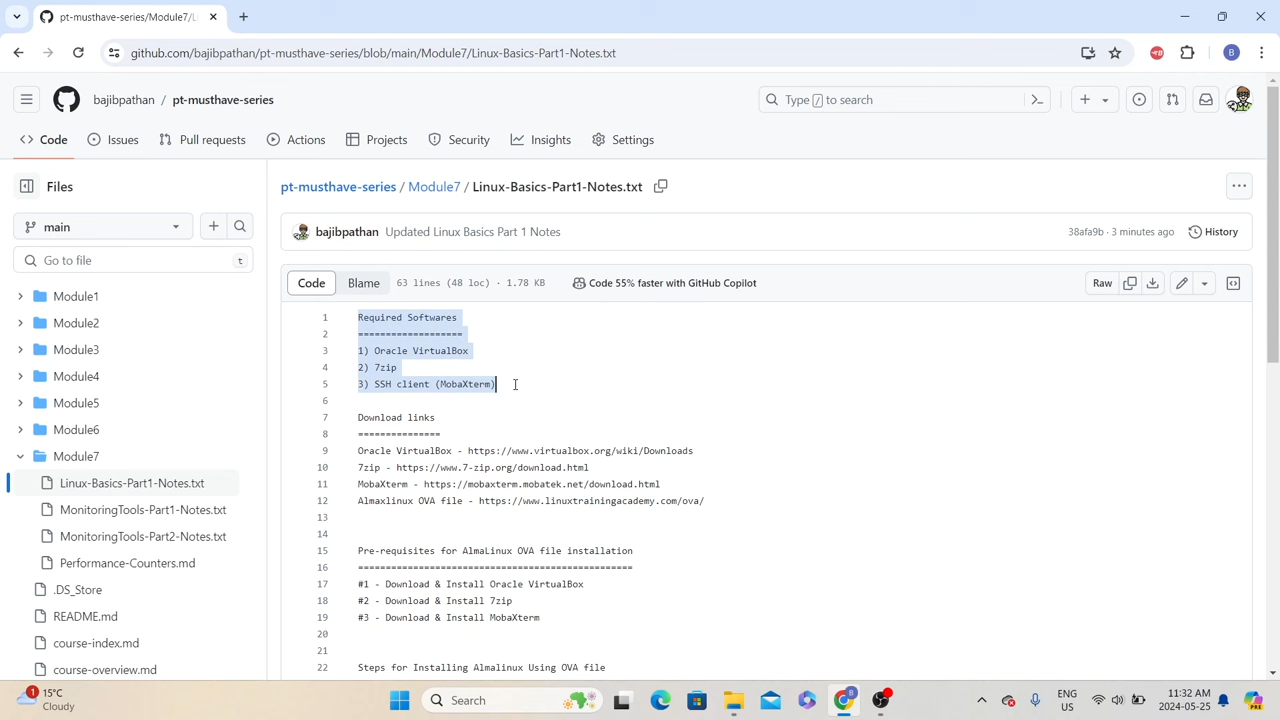 pt-musthave-series/Module7/Li
github.com/bajibpathan/pt-musthave-series/blob/main/Module7/Linux-Basics-Part1-Notes.txt
B
bajibpathan / pt-musthave-series
Type / to search
Code
Issues
Pull requests
Actions
Projects
Security
Insights
Settings
Files
main
Go to file
t
Module1
Module2
Module3
Module4
Module5
Module6
Module7
Linux-Basics-Part1-Notes.txt
MonitoringTools-Part1-Notes.txt
MonitoringTools-Part2-Notes.txt
Performance-Counters.md
.DS_Store
README.md
course-index.md
course-overview.md
pt-musthave-series / Module7 / Linux-Basics-Part1-Notes.txt
bajibpathan Updated Linux Basics Part 1 Notes
38afa9b · 3 minutes ago
History
Code
Blame
63 lines (48 loc) · 1.78 KB
Code 55% faster with GitHub Copilot
Raw
1 Required Softwares
2 ===================
3 1) Oracle VirtualBox
4 2) 7zip
5 3) SSH client (MobaXterm)
6
7 Download links
8 ===============
9 Oracle VirtualBox - https://www.virtualbox.org/wiki/Downloads
10 7zip - https://www.7-zip.org/download.html
11 MobaXterm - https://mobaxterm.mobatek.net/download.html
12 Almaxlinux OVA file - https://www.linuxtrainingacademy.com/ova/
13
14
15 Pre-requisites for AlmaLinux OVA file installation
16 ==================================================
17 #1 - Download & Install Oracle VirtualBox
18 #2 - Download & Install 7zip
19 #3 - Download & Install MobaXterm
20
21
22 Steps for Installing Almalinux Using OVA file
1
15°C
Cloudy
Search
B
ENG
CA
11:32 AM
2024-05-25
PRE